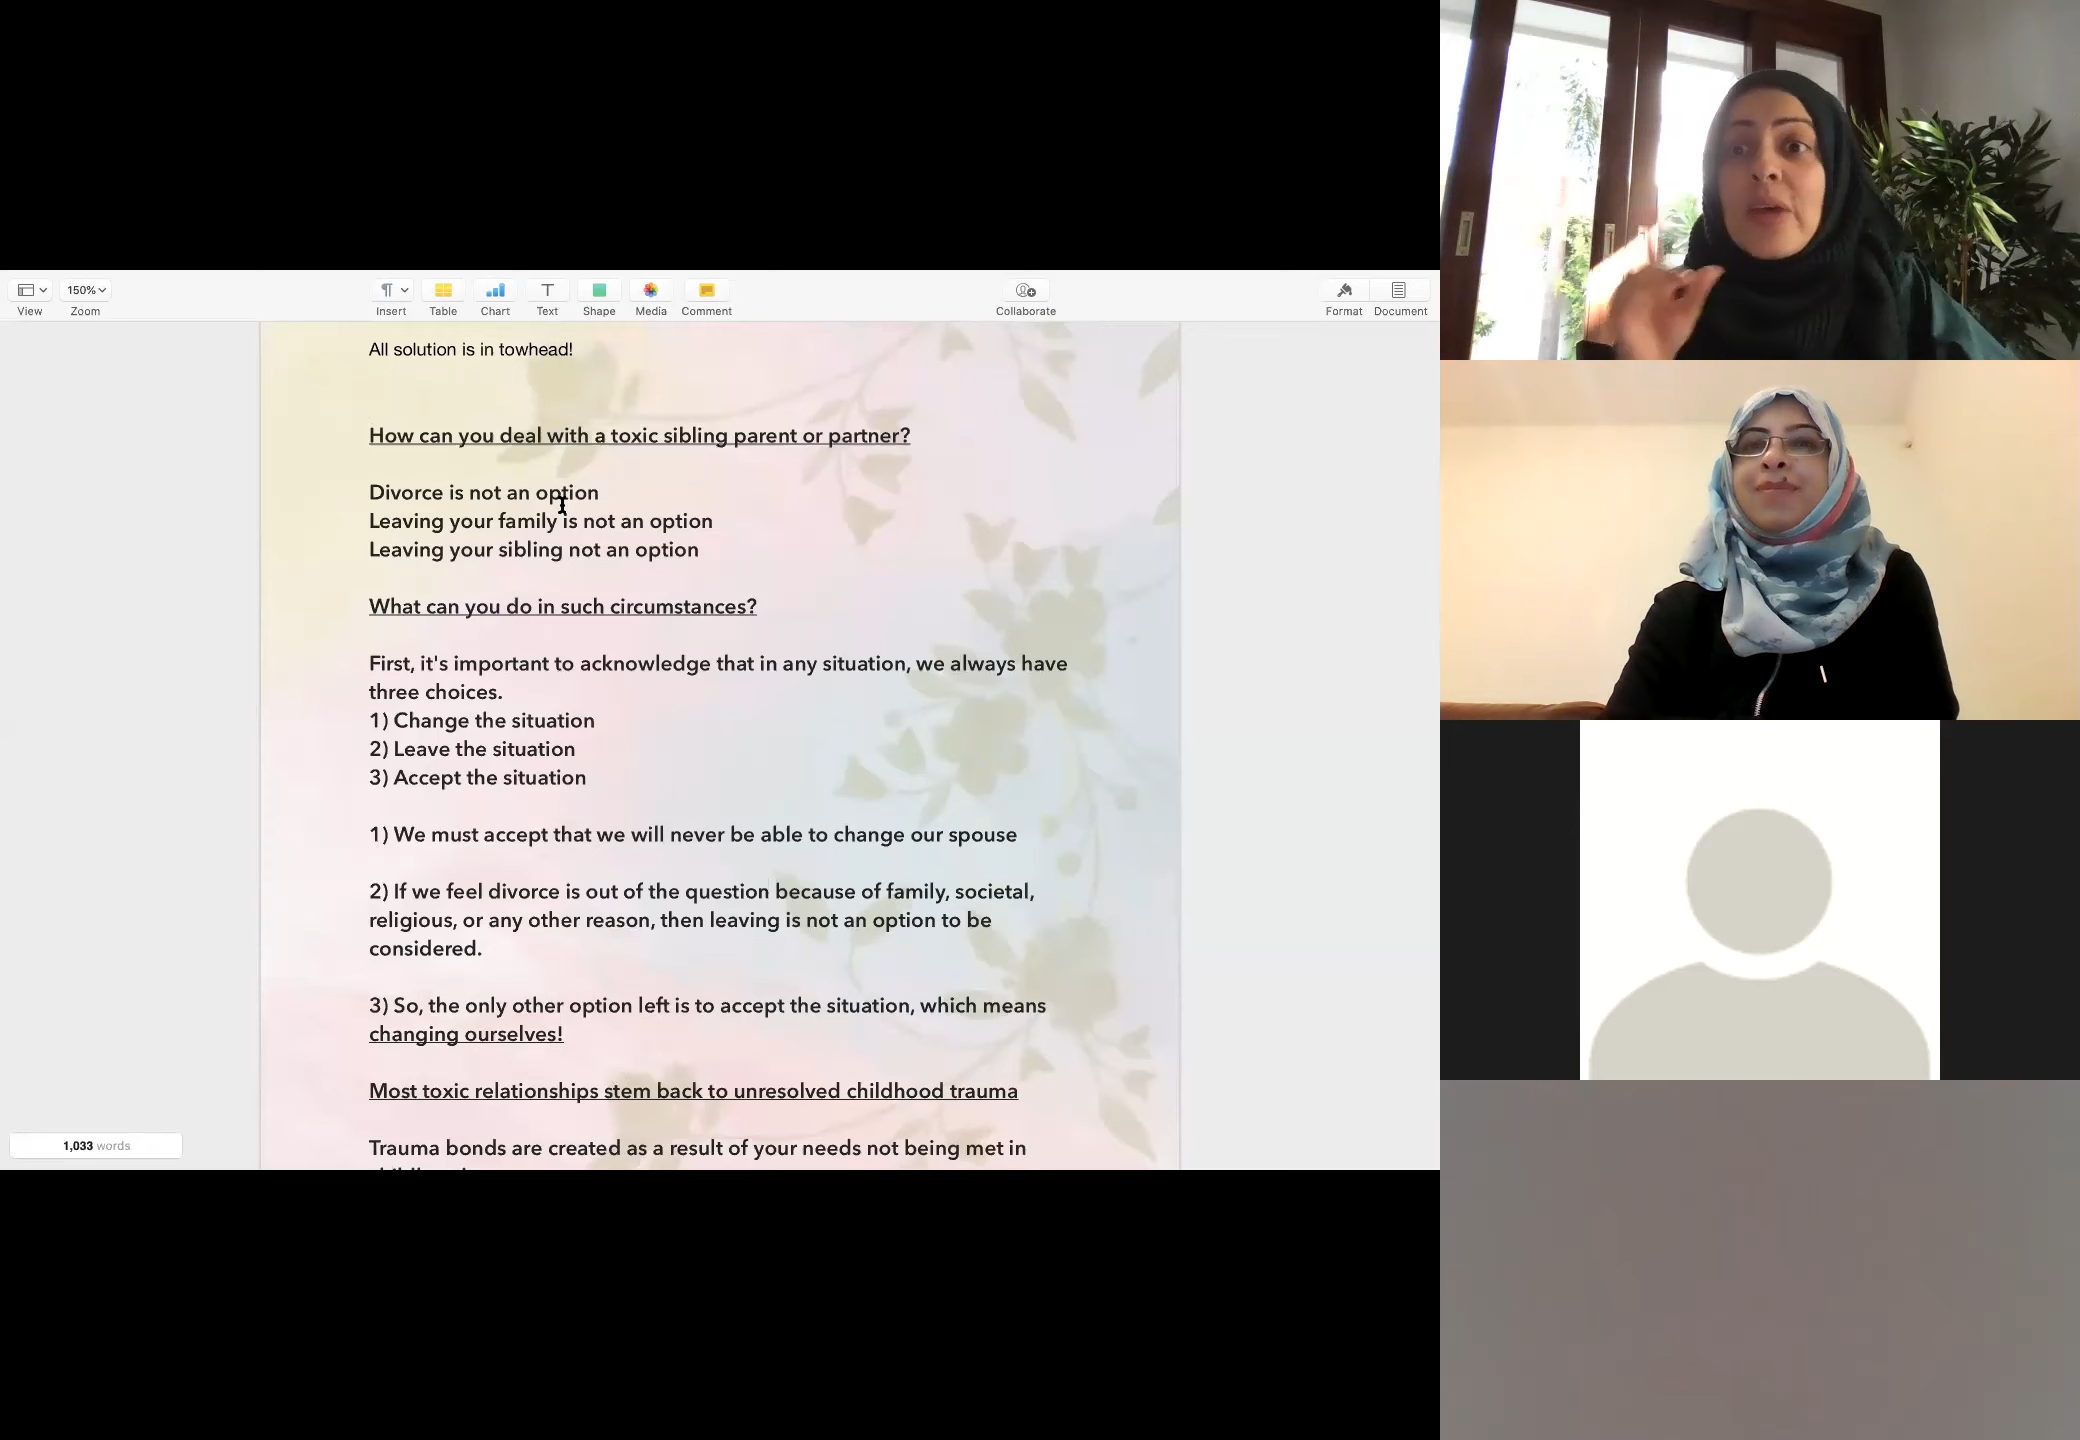 150%
View
Zoom
Insert
Table
Chart
Text
Shape
Media
Comment
Collaborate
Format
Document
All solution is in towhead!
How can you deal with a toxic sibling parent or partner?
Divorce is not an option
Leaving your family is not an option
Leaving your sibling not an option
What can you do in such circumstances?
First, it's important to acknowledge that in any situation, we always have
three choices.
1) Change the situation
2) Leave the situation
3) Accept the situation
1) We must accept that we will never be able to change our spouse
2) If we feel divorce is out of the question because of family, societal,
religious, or any other reason, then leaving is not an option to be
considered.
3) So, the only other option left is to accept the situation, which means
changing ourselves!
Most toxic relationships stem back to unresolved childhood trauma
Trauma bonds are created as a result of your needs not being met in
1,033 words